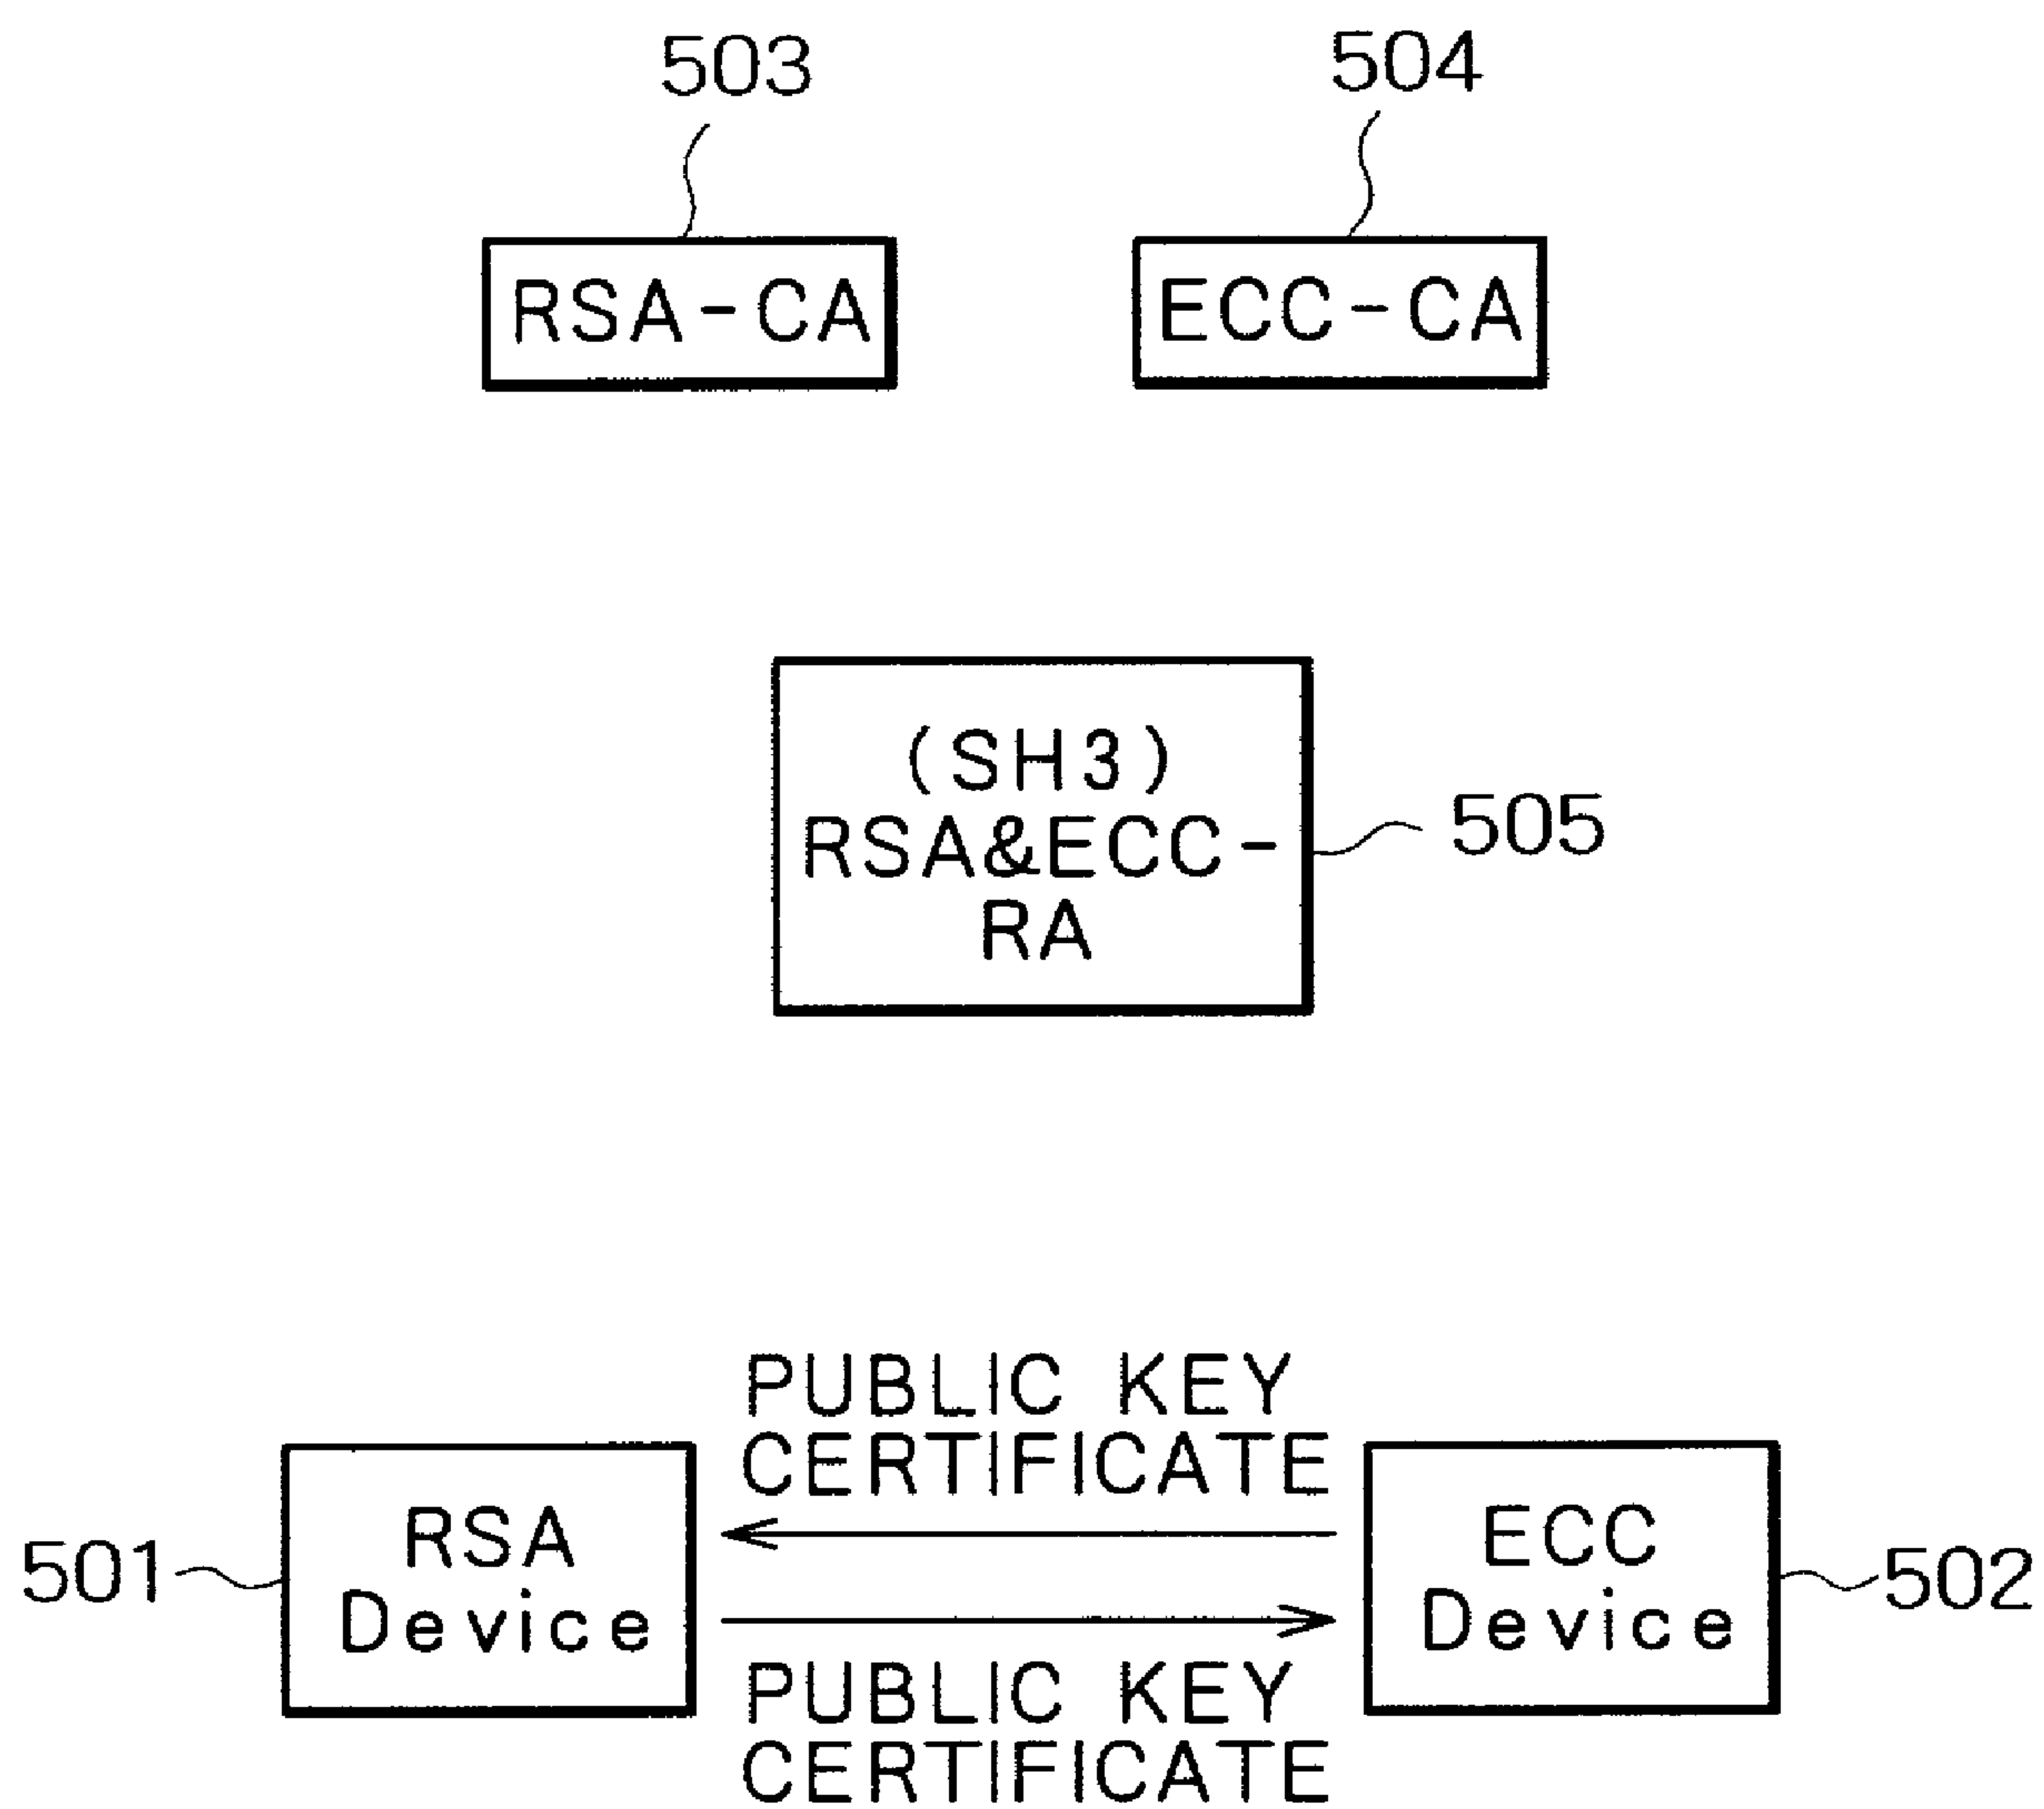 503
504
RSA-CA
ECC-CA
(SH3)
RSA&ECC-
RA
505
PUBLIC KEY
CERTIFICATE
501
RSA
Device
ECC
Device
502
PUBLIC KEY
CERTIFICATE